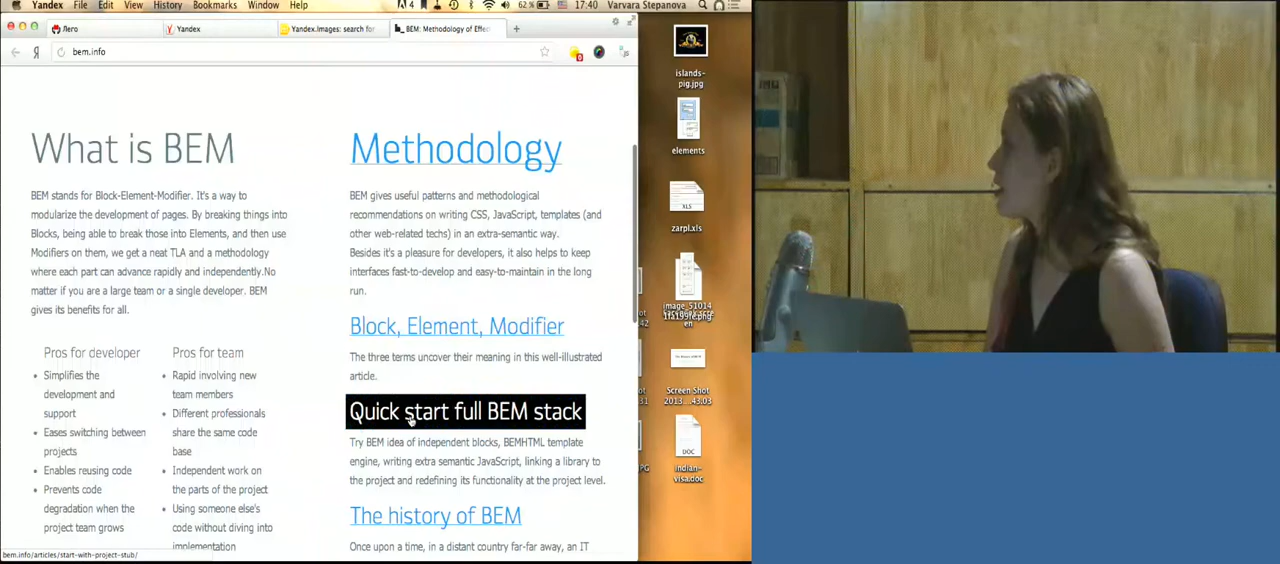 Yandex File Edit View History Bookmarks Window Help 4 62 % 17:40 Varvara Stepanova
Лего Yandex Yandex.Images: search for BEM: Methodology of Effec
Я bem.info
What is BEM
BEM stands for Block-Element-Modifier. It's a way to
modularize the development of pages. By breaking things into
Blocks, being able to break those into Elements, and then use
Modifiers on them, we get a neat TLA and a methodology
where each part can advance rapidly and independently.No
matter if you are a large team or a single developer. BEM
gives its benefits for all.
Pros for developer
Simplifies the
development and
support
Eases switching between
projects
Enables reusing code
Prevents code
degradation when the
project team grows
Pros for team
Rapid involving new
team members
Different professionals
share the same code
base
Independent work on
the parts of the project
Using someone else's
code without diving into
implementation
Methodology
BEM gives useful patterns and methodological
recommendations on writing CSS, JavaScript, templates (and
other web-related techs) in an extra-semantic way.
Besides it's a pleasure for developers, it also helps to keep
interfaces fast-to-develop and easy-to-maintain in the long
run.
Block, Element, Modifier
The three terms uncover their meaning in this well-illustrated
article.
Quick start full BEM stack
Try BEM idea of independent blocks, BEMHTML template
engine, writing extra semantic JavaScript, linking a library to
the project and redefining its functionality at the project level.
The history of BEM
Once upon a time, in a distant country far-far away, an IT
bem.info/articles/start-with-project-stub/
islands-
pig.jpg
elements
XLS
zarpl.xls
Screen Shot
2013...43.03
DOC
indian-
visa.doc